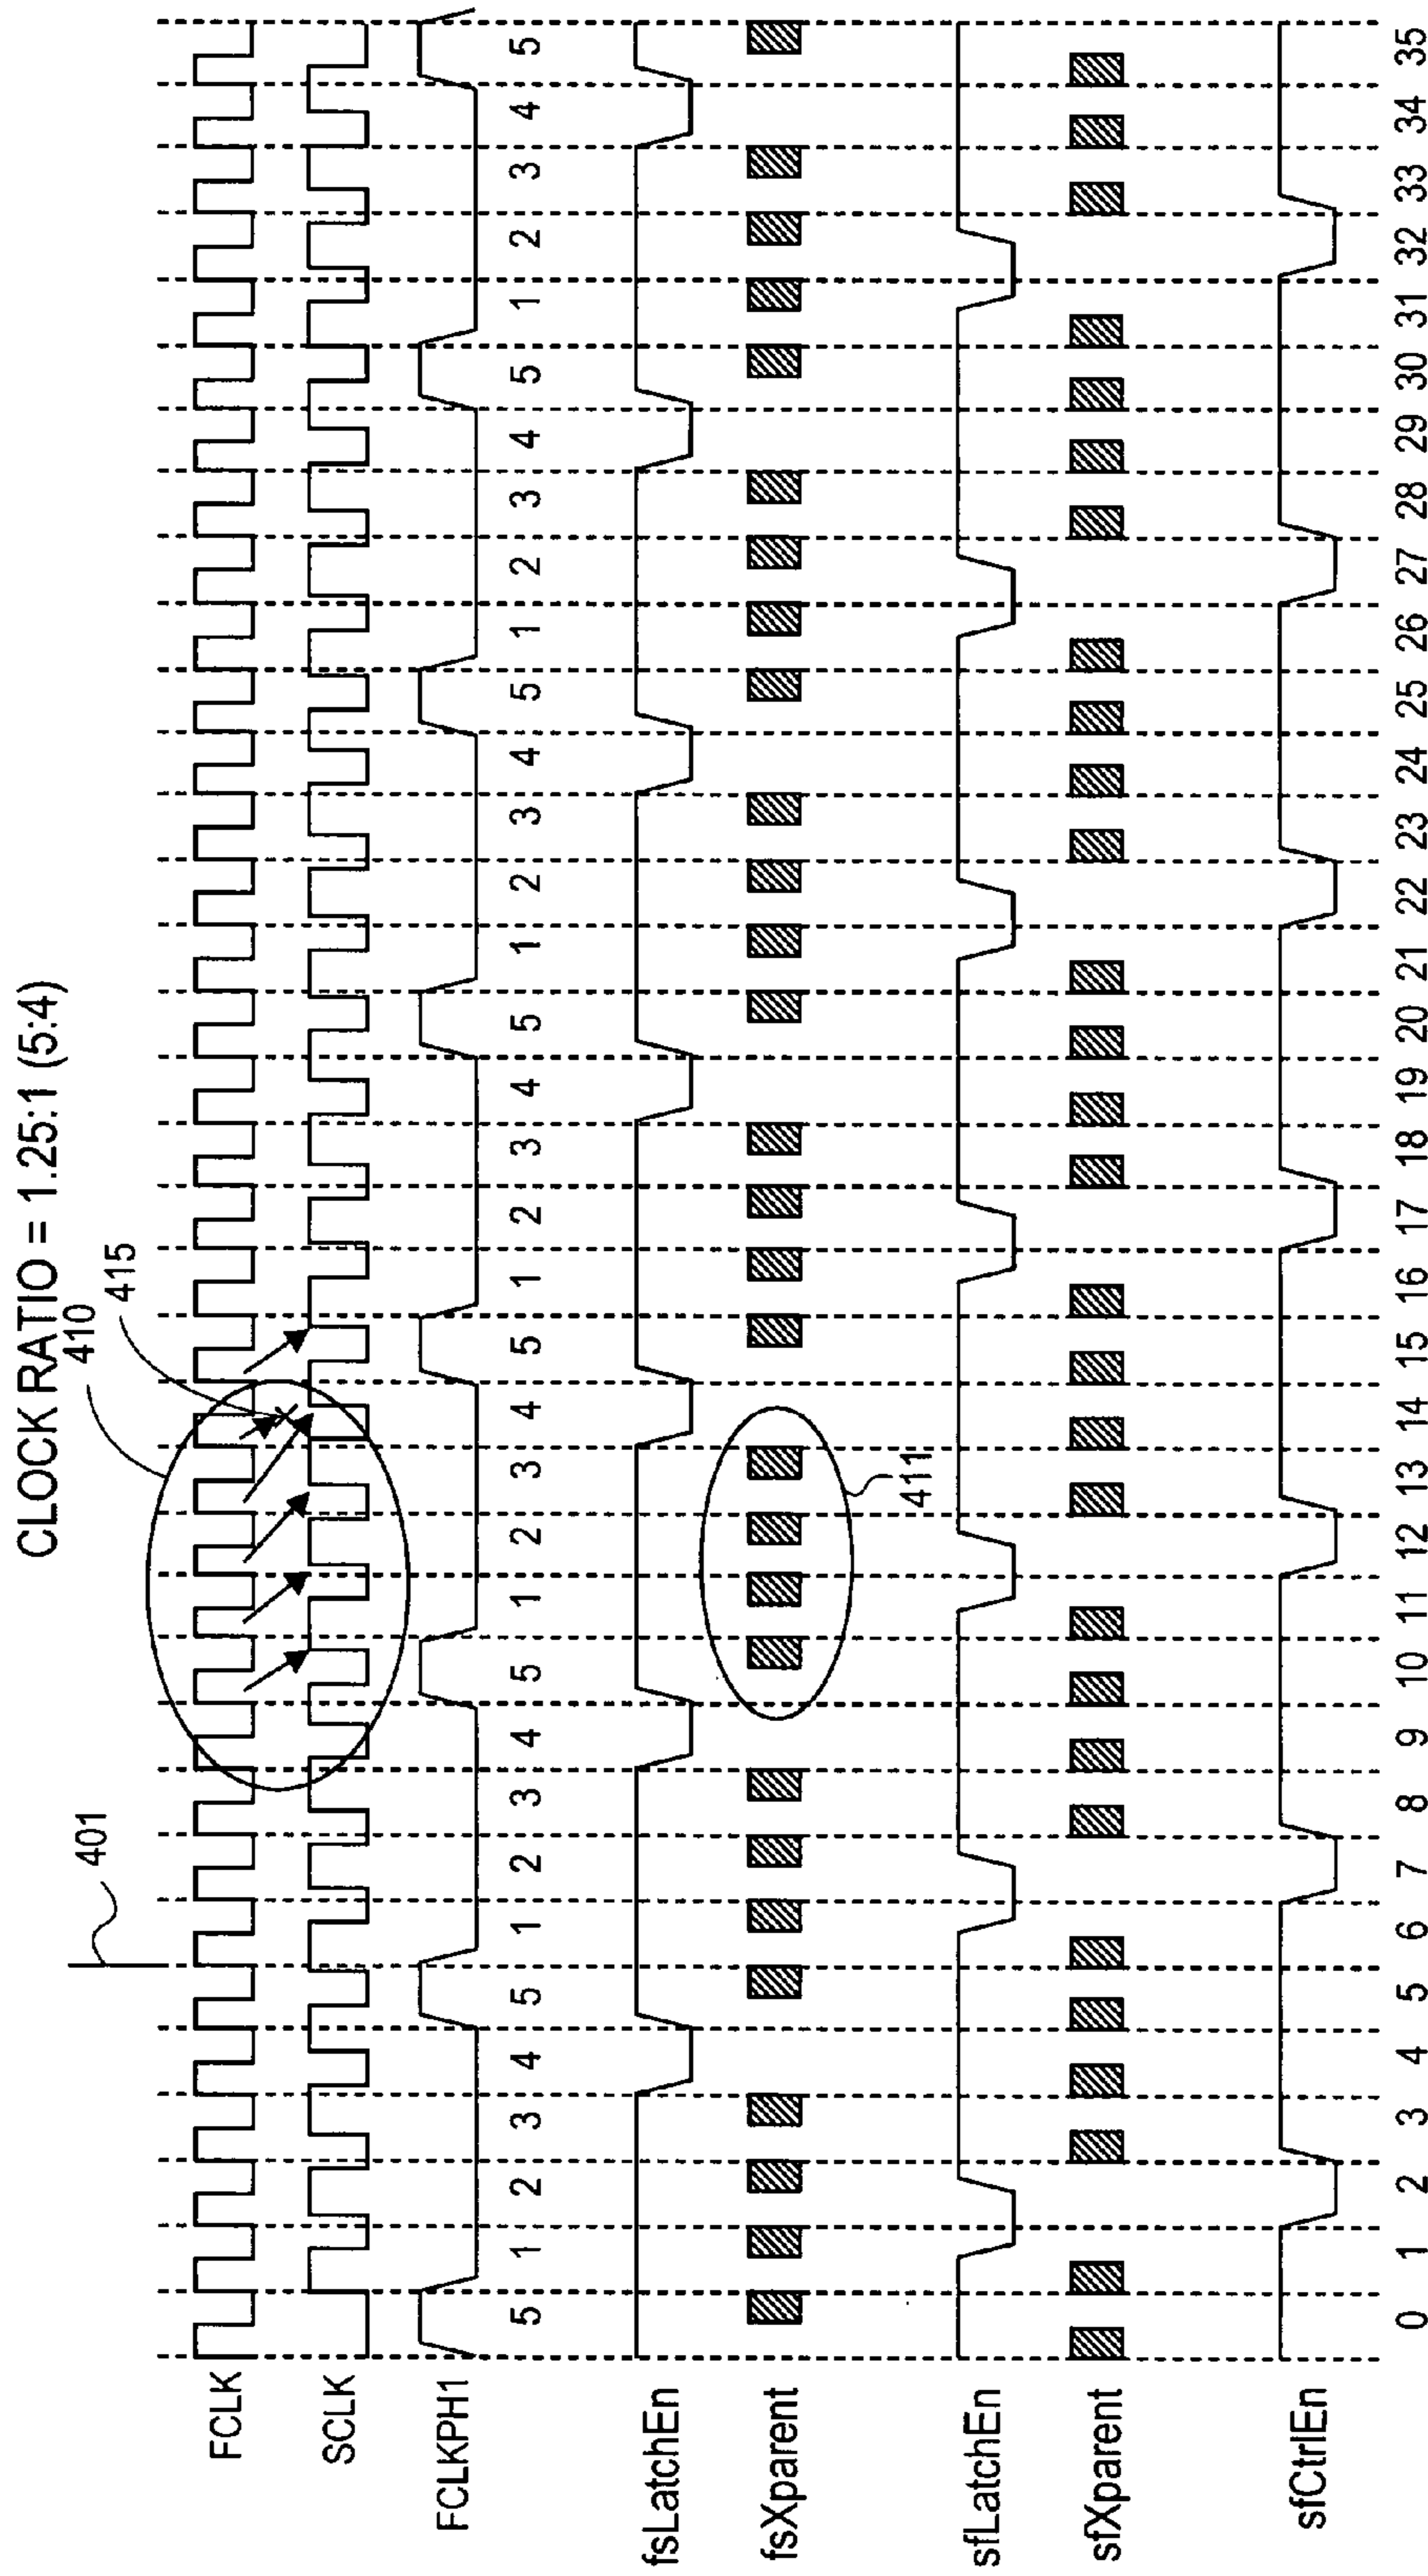 CLOCK RATIO = 1.25:1 (5:4)
410
415
401
FCLK
SCLK
FCLKPH1
5 1 2 3 4 5 1 2 3 4 5 1 2 3 4 5 1 2 3 4 5 1 2 3 4 5 1 2 3 4 5 1 2 3 4 5
fsLatchEn
fsXparent
411
sfLatchEn
sfXparent
sfCtrlEn
0 1 2 3 4 5 6 7 8 9 10 11 12 13 14 15 16 17 18 19 20 21 22 23 24 25 26 27 28 29 30 31 32 33 34 35